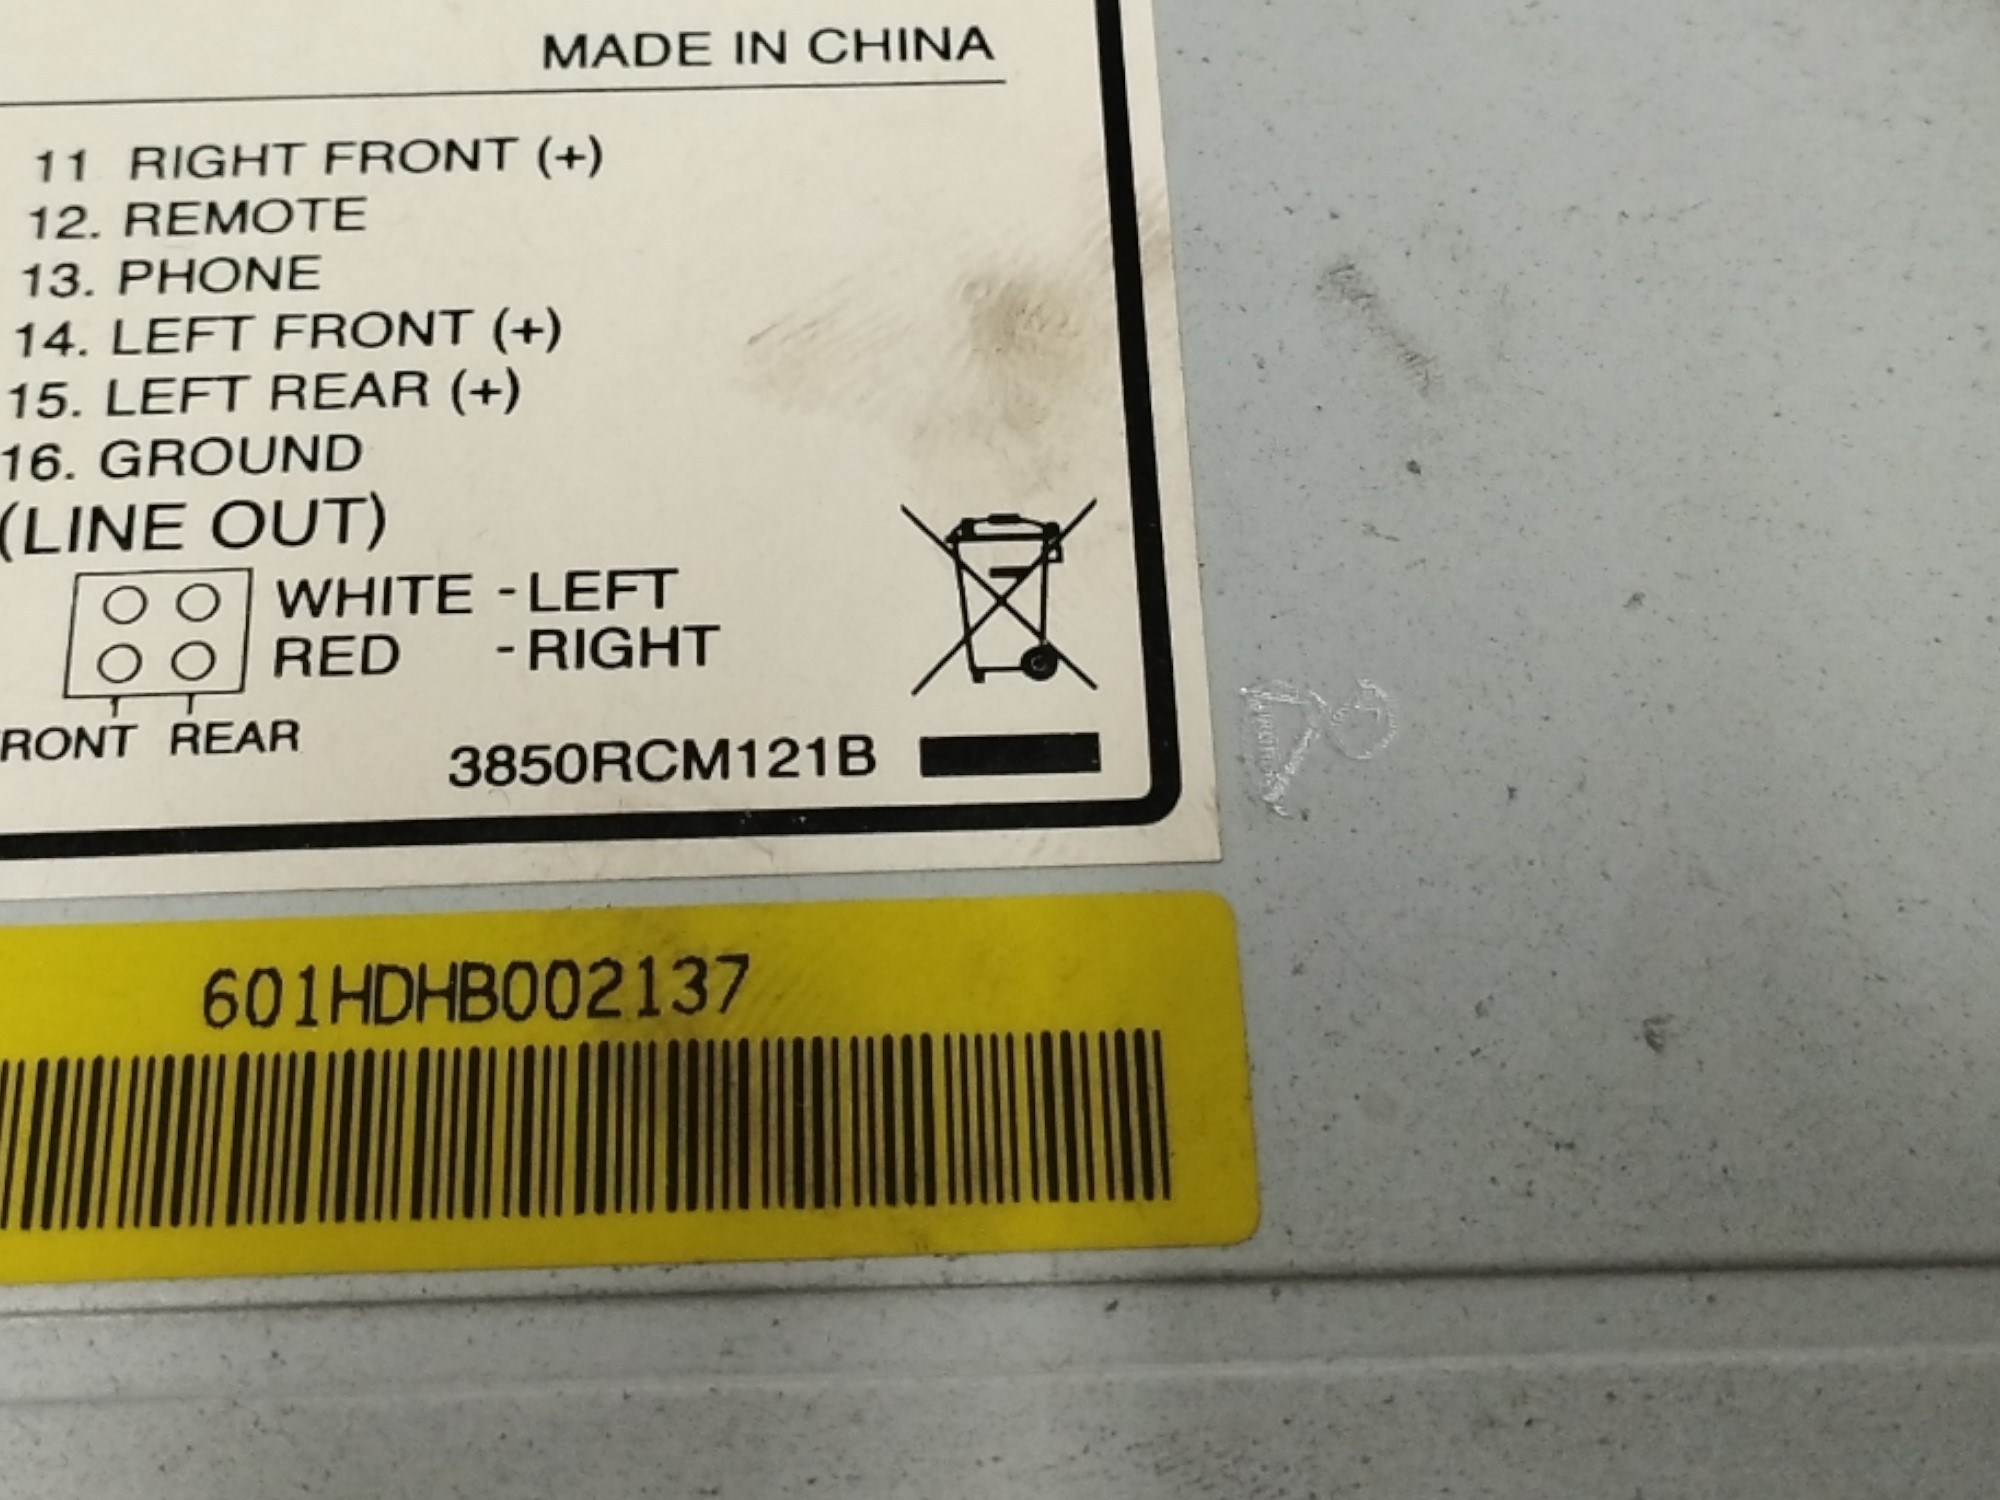 MADE IN CHINA
11 RIGHT FRONT (+)
12. REMOTE
13. PHONE
14. LEFT FRONT (+)
15. LEFT REAR (+)
16. GROUND
(LINE OUT)
WHITE - LEFT
RED - RIGHT
RONT REAR
3850RCM121B
601HDHB002137